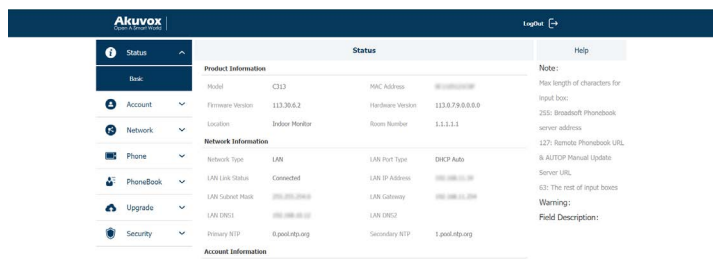 Akuvox
Open A Smart World
LogOut
Status
Basic
Account
Network
Phone
PhoneBook
Upgrade
Security
Status
Product Information
Model C313 MAC Address
Firmware Version 113.30.6.2 Hardware Version 113.0.7.9.0.0.0.0
Location Indoor Monitor Room Number 1.1.1.1.1
Network Information
Network Type LAN LAN Port Type DHCP Auto
LAN Link Status Connected LAN IP Address
LAN Subnet Mask LAN Gateway
LAN DNS1 LAN DNS2
Primary NTP 0.pool.ntp.org Secondary NTP 1.pool.ntp.org
Account Information
Help
Note:
Max length of characters for
input box:
255: Broadsoft Phonebook
server address
127: Remote Phonebook URL
& AUTOP Manual Update
Server URL
63: The rest of input boxes
Warning:
Field Description: